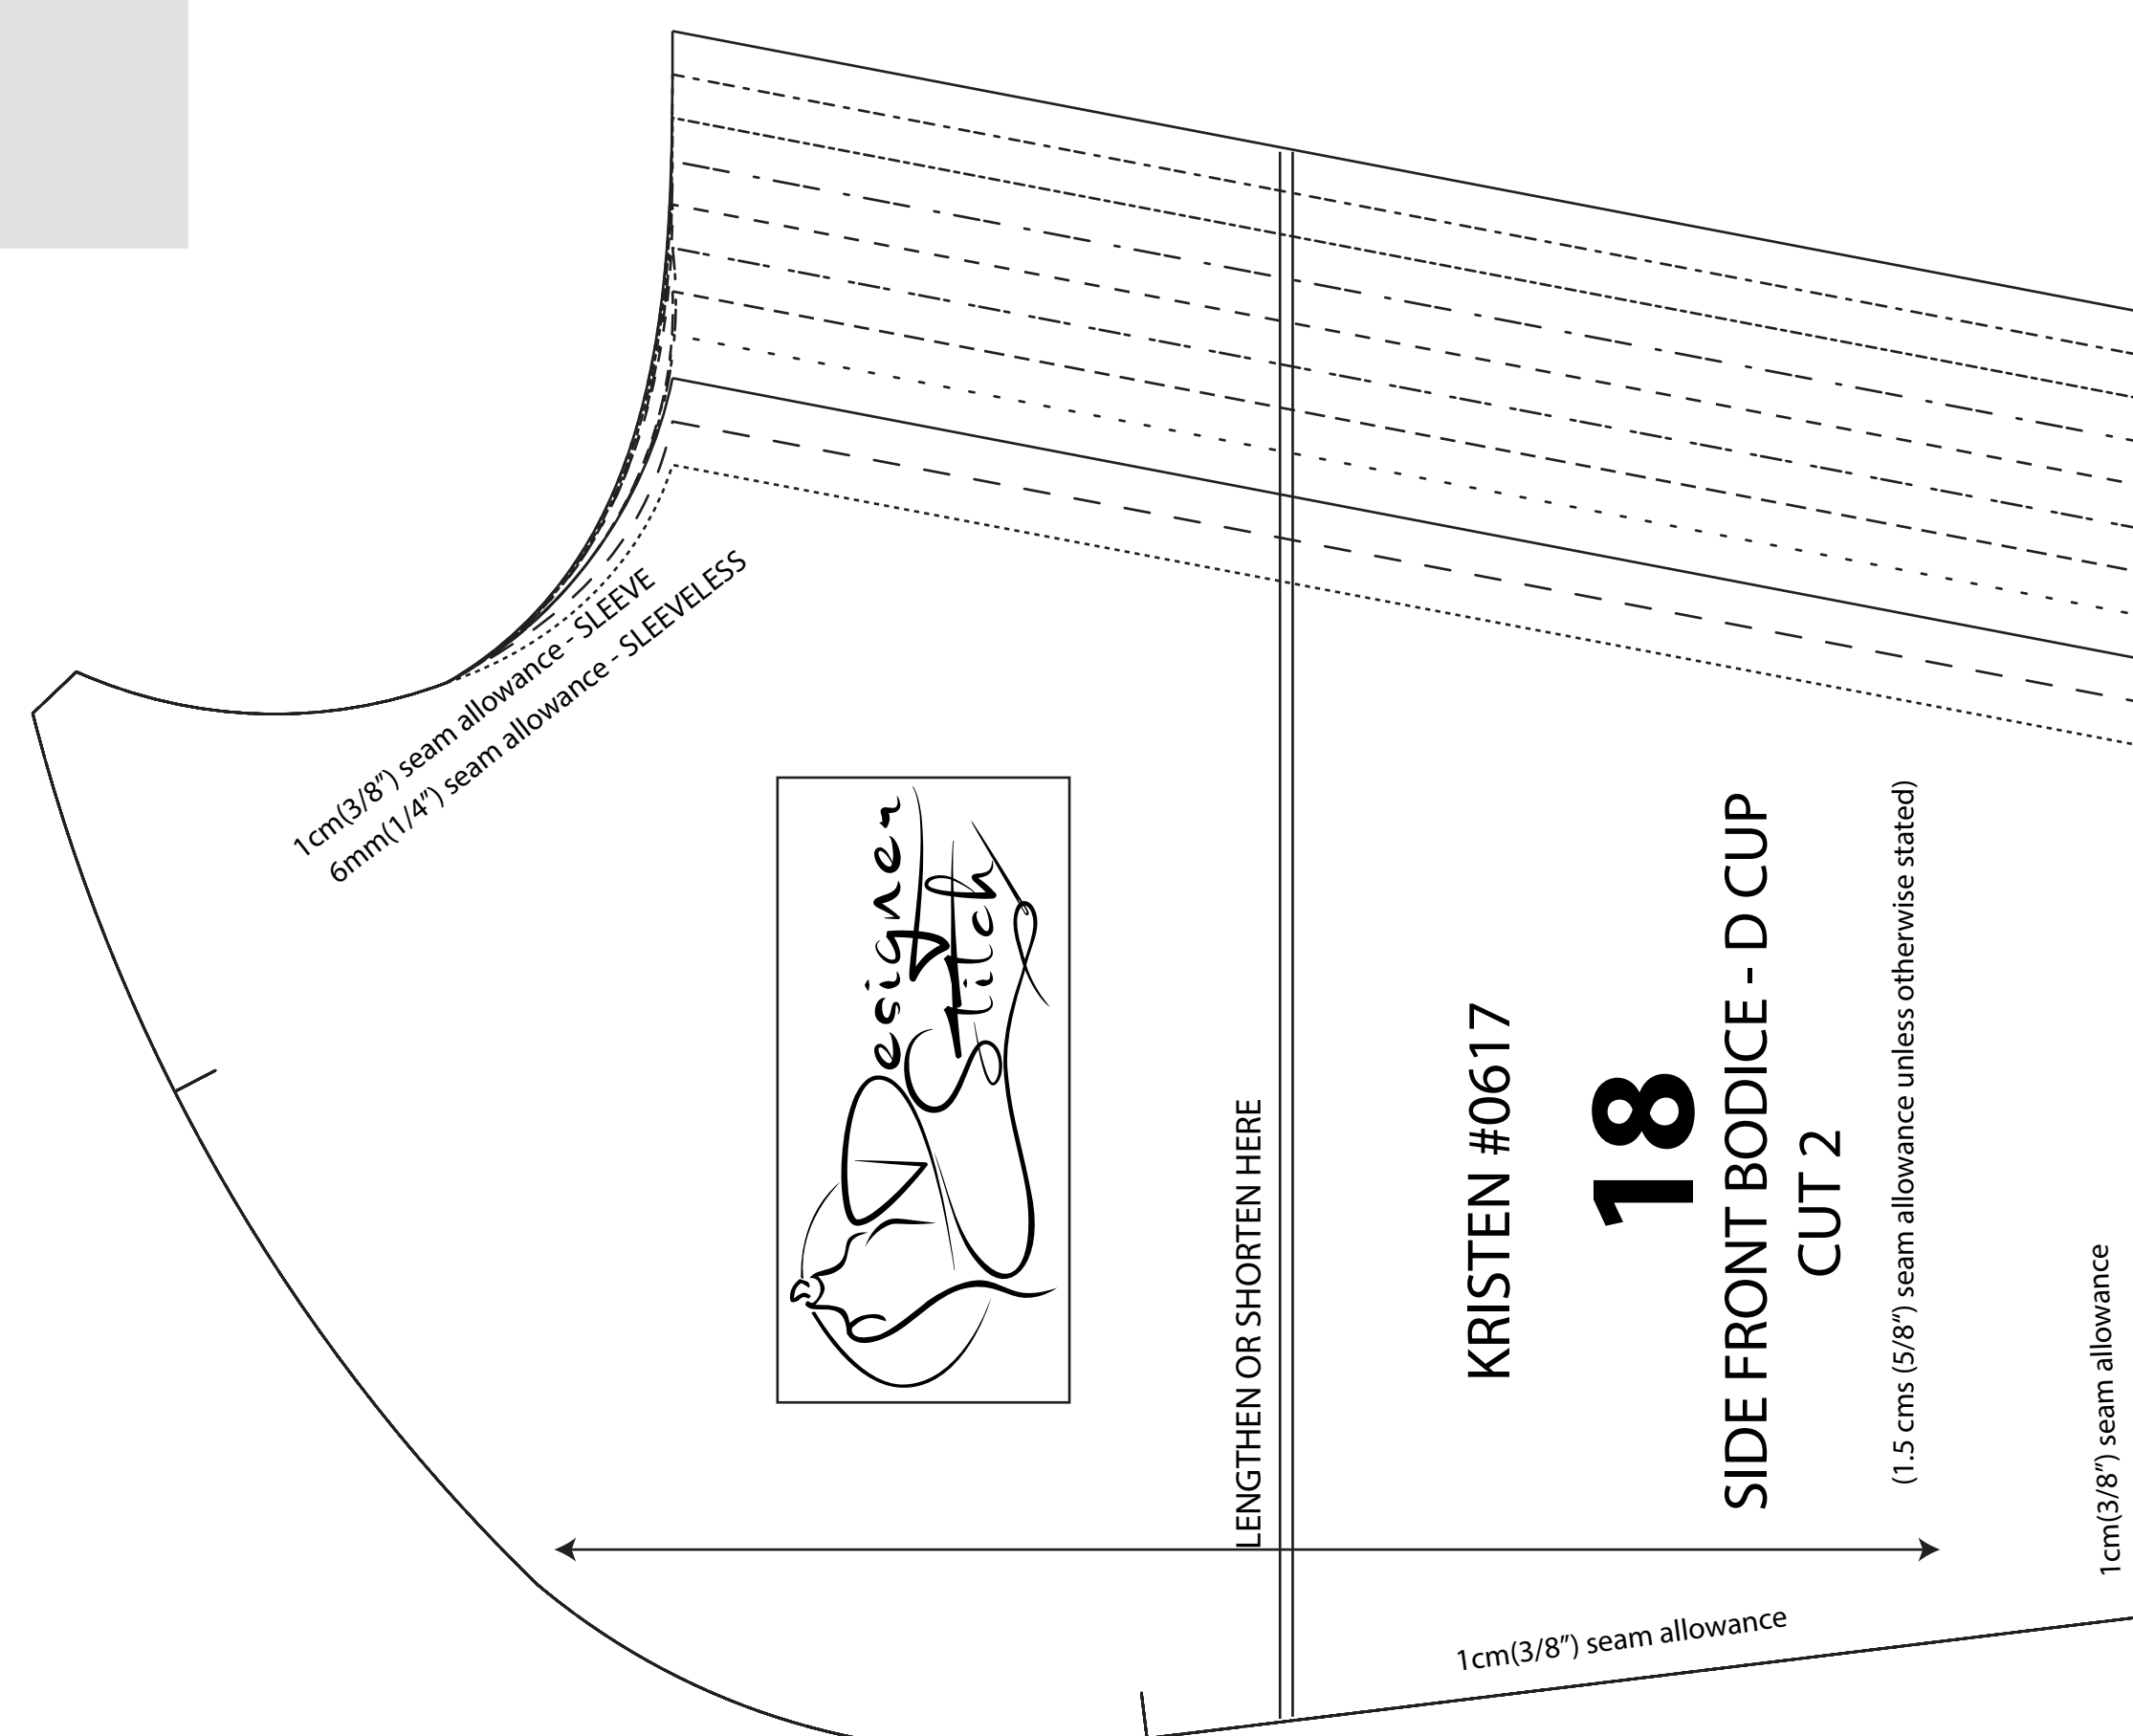 1cm(3/8") seam allowance - SLEEVE
6mm(1/4") seam allowance - SLEEVELESS
Designer
Stitch
LENGTHEN OR SHORTEN HERE
KRISTEN #0617
18
SIDE FRONT BODICE - D CUP
CUT 2
(1.5 cms (5/8") seam allowance unless otherwise stated)
1cm(3/8") seam allowance
1cm(3/8") seam allowance